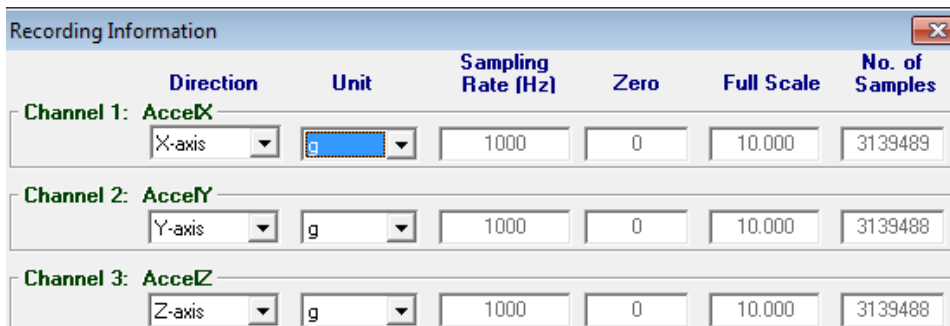 Recording Information
Direction Unit Sampling Rate (Hz) Zero Full Scale No. of Samples
Channel 1: AccelX
X-axis g 1000 0 10.000 3139489
Channel 2: AccelY
Y-axis g 1000 0 10.000 3139488
Channel 3: AccelZ
Z-axis g 1000 0 10.000 3139488